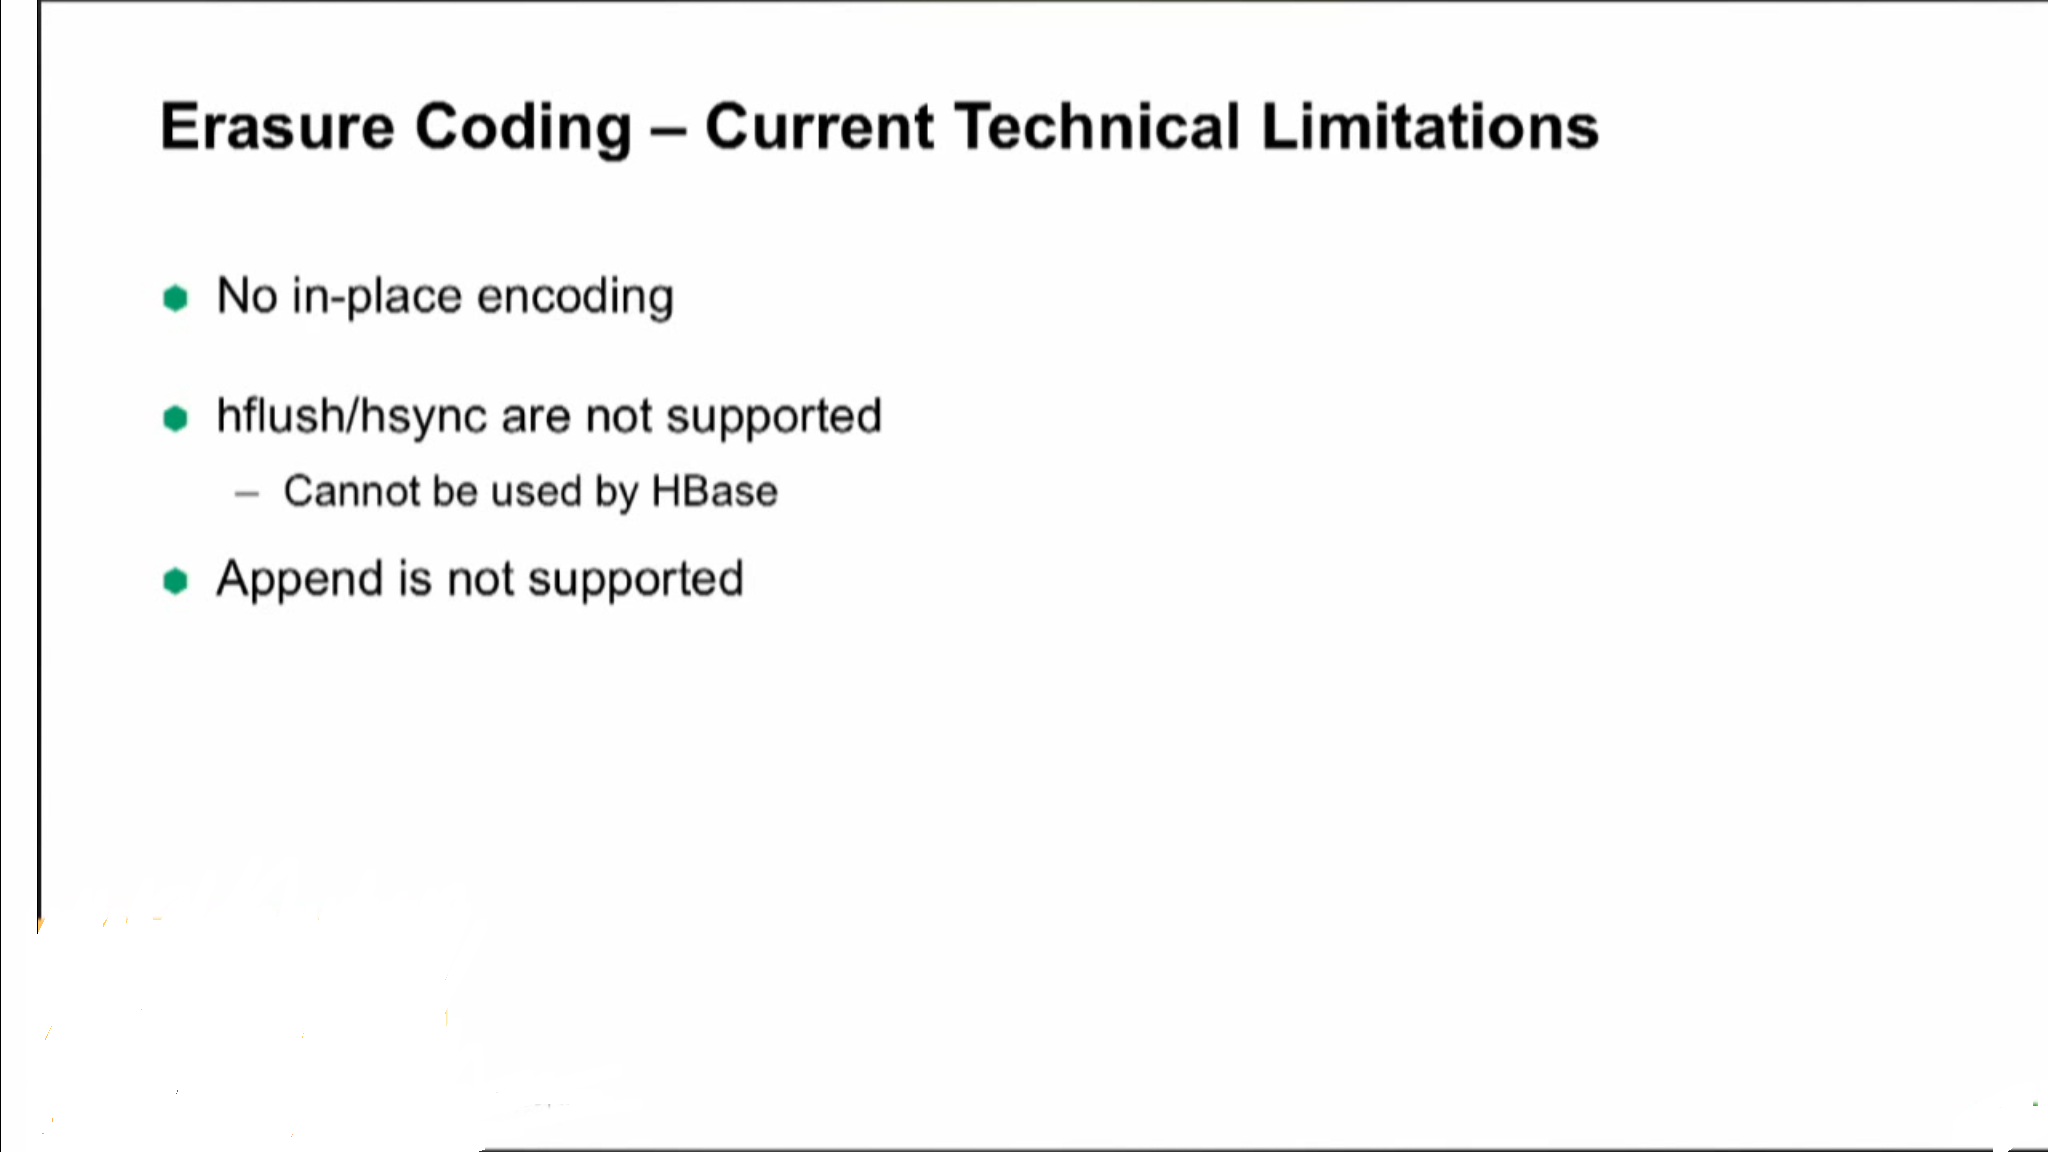 Erasure Coding – Current Technical Limitations
No in-place encoding
hflush/hsync are not supported
– Cannot be used by HBase
Append is not supported